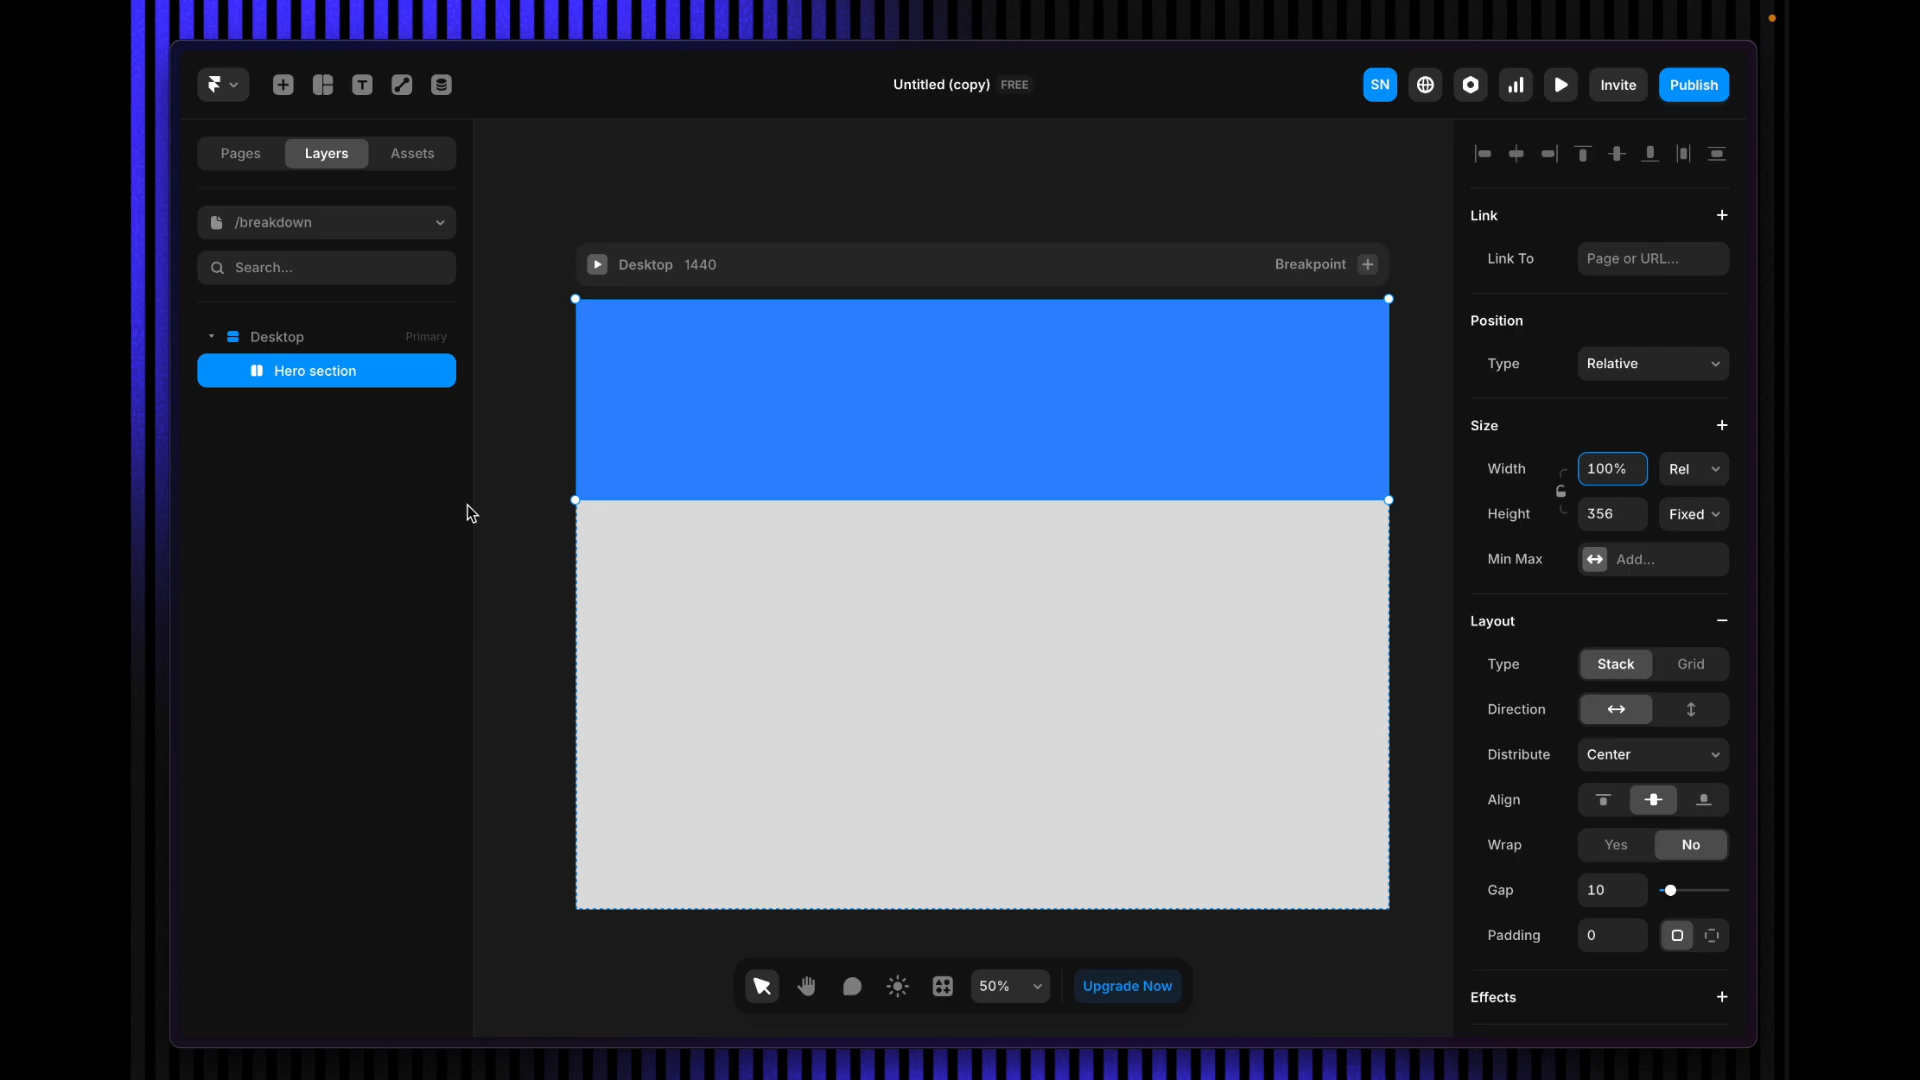 Untitled (copy) FREE
SN
Invite
Publish
Pages
Layers
Assets
/breakdown
Search...
Desktop Primary
Hero section
Desktop 1440
Breakpoint
50%
Upgrade Now
Link
Link To Page or URL...
Position
Type Relative
Size
Width 100% Rel
Height 356 Fixed
Min Max Add...
Layout
Type Stack Grid
Direction
Distribute Center
Align
Wrap Yes No
Gap 10
Padding 0
Effects